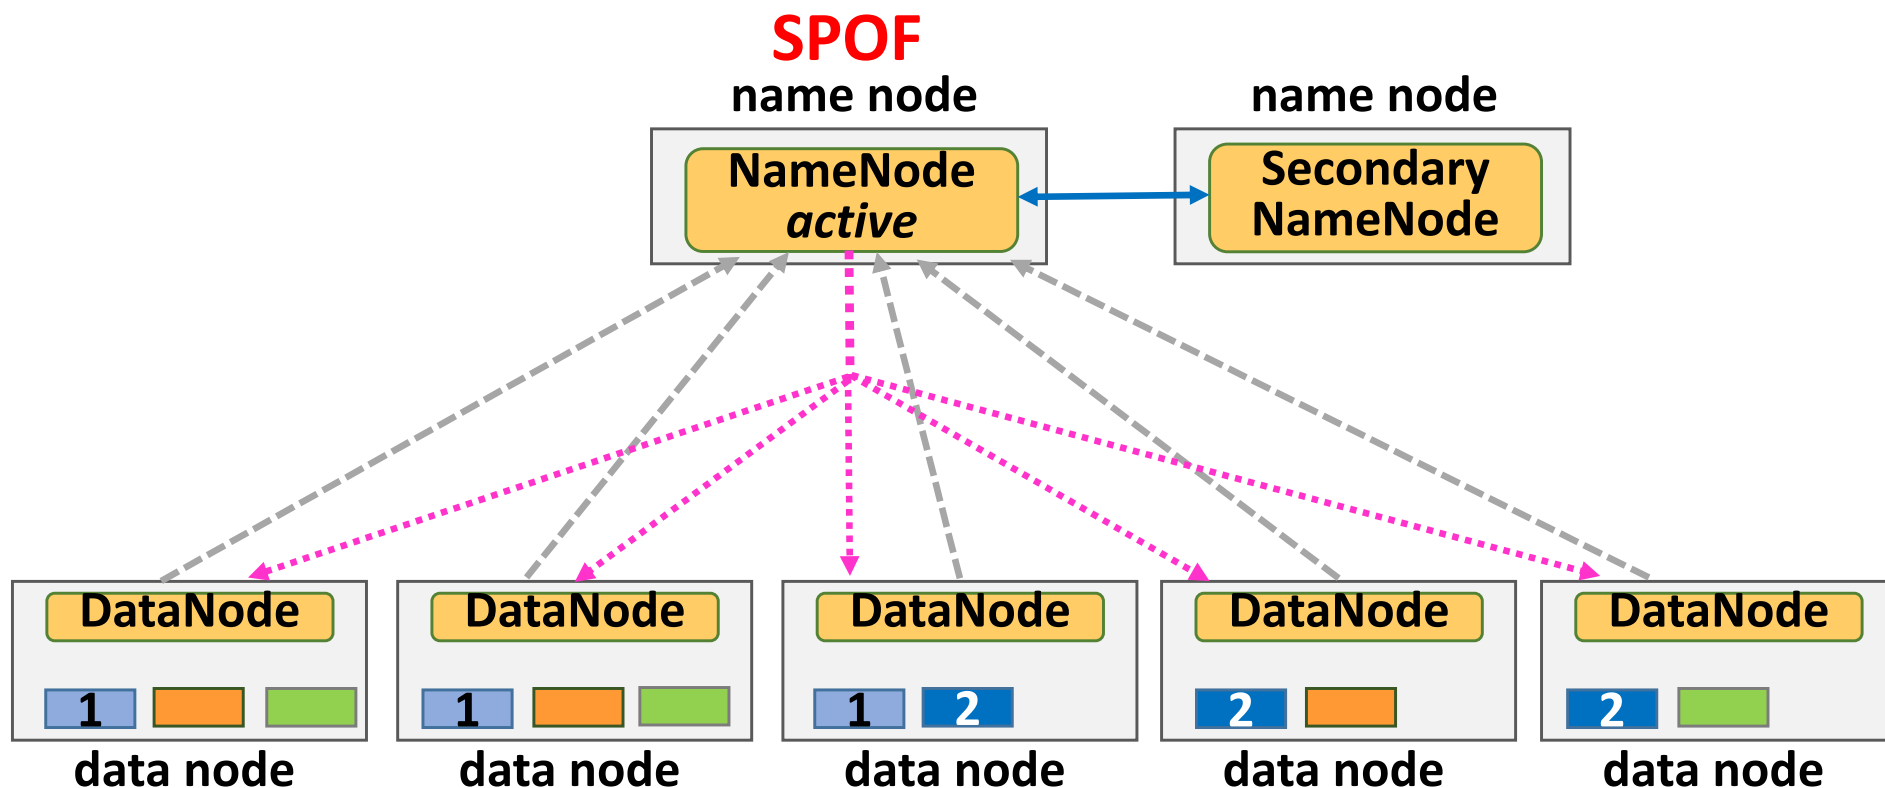 SPOF
name node
name node
NameNode
active
Secondary
NameNode
DataNode
DataNode
DataNode
DataNode
DataNode
1
1
1
2
2
2
data node
data node
data node
data node
data node